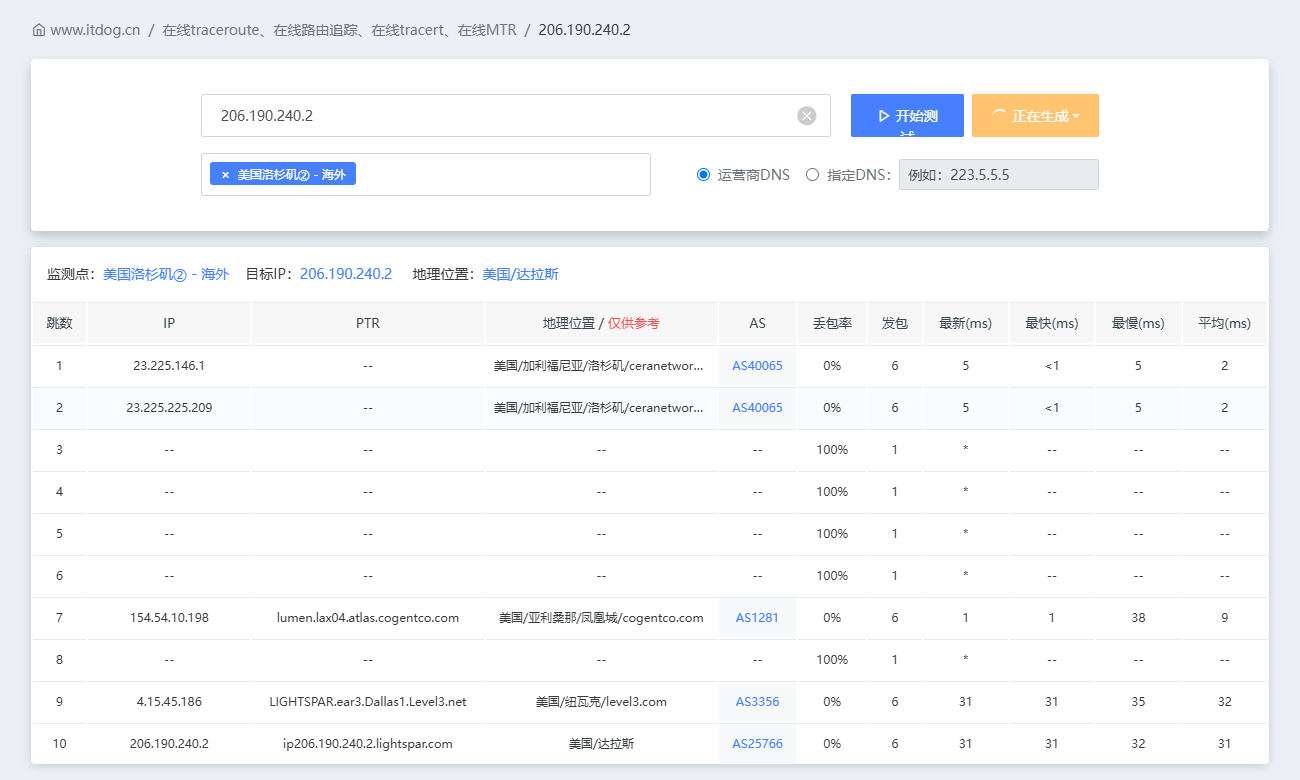 www.itdog.cn / 在线traceroute、在线路由追踪、在线tracert、在线MTR / 206.190.240.2
206.190.240.2 开始测试 正在生成
× 美国洛杉矶② - 海外 运营商DNS 指定DNS： 例如：223.5.5.5
监测点：美国洛杉矶② - 海外 目标IP：206.190.240.2 地理位置：美国/达拉斯
跳数 IP PTR 地理位置 / 仅供参考 AS 丢包率 发包 最新(ms) 最快(ms) 最慢(ms) 平均(ms)
1 23.225.146.1 -- 美国/加利福尼亚/洛杉矶/ceranetwor... AS40065 0% 6 5 <1 5 2
2 23.225.225.209 -- 美国/加利福尼亚/洛杉矶/ceranetwor... AS40065 0% 6 5 <1 5 2
3 -- -- -- -- 100% 1 * -- -- --
4 -- -- -- -- 100% 1 * -- -- --
5 -- -- -- -- 100% 1 * -- -- --
6 -- -- -- -- 100% 1 * -- -- --
7 154.54.10.198 lumen.lax04.atlas.cogentco.com 美国/亚利桑那/凤凰城/cogentco.com AS1281 0% 6 1 1 38 9
8 -- -- -- -- 100% 1 * -- -- --
9 4.15.45.186 LIGHTSPAR.ear3.Dallas1.Level3.net 美国/纽瓦克/level3.com AS3356 0% 6 31 31 35 32
10 206.190.240.2 ip206.190.240.2.lightspar.com 美国/达拉斯 AS25766 0% 6 31 31 32 31